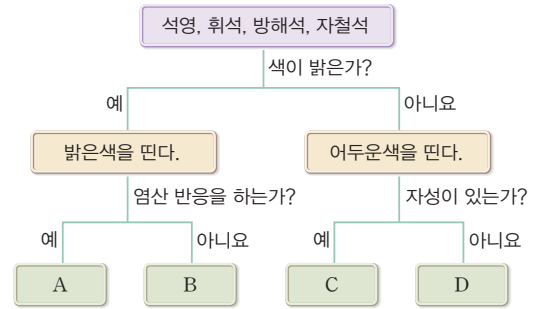 석영, 휘석, 방해석, 자철석
색이 밝은가?
예 아니요
밝은색을 띤다. 어두운색을 띤다.
염산 반응을 하는가? 자성이 있는가?
예 아니요 예 아니요
A B C D